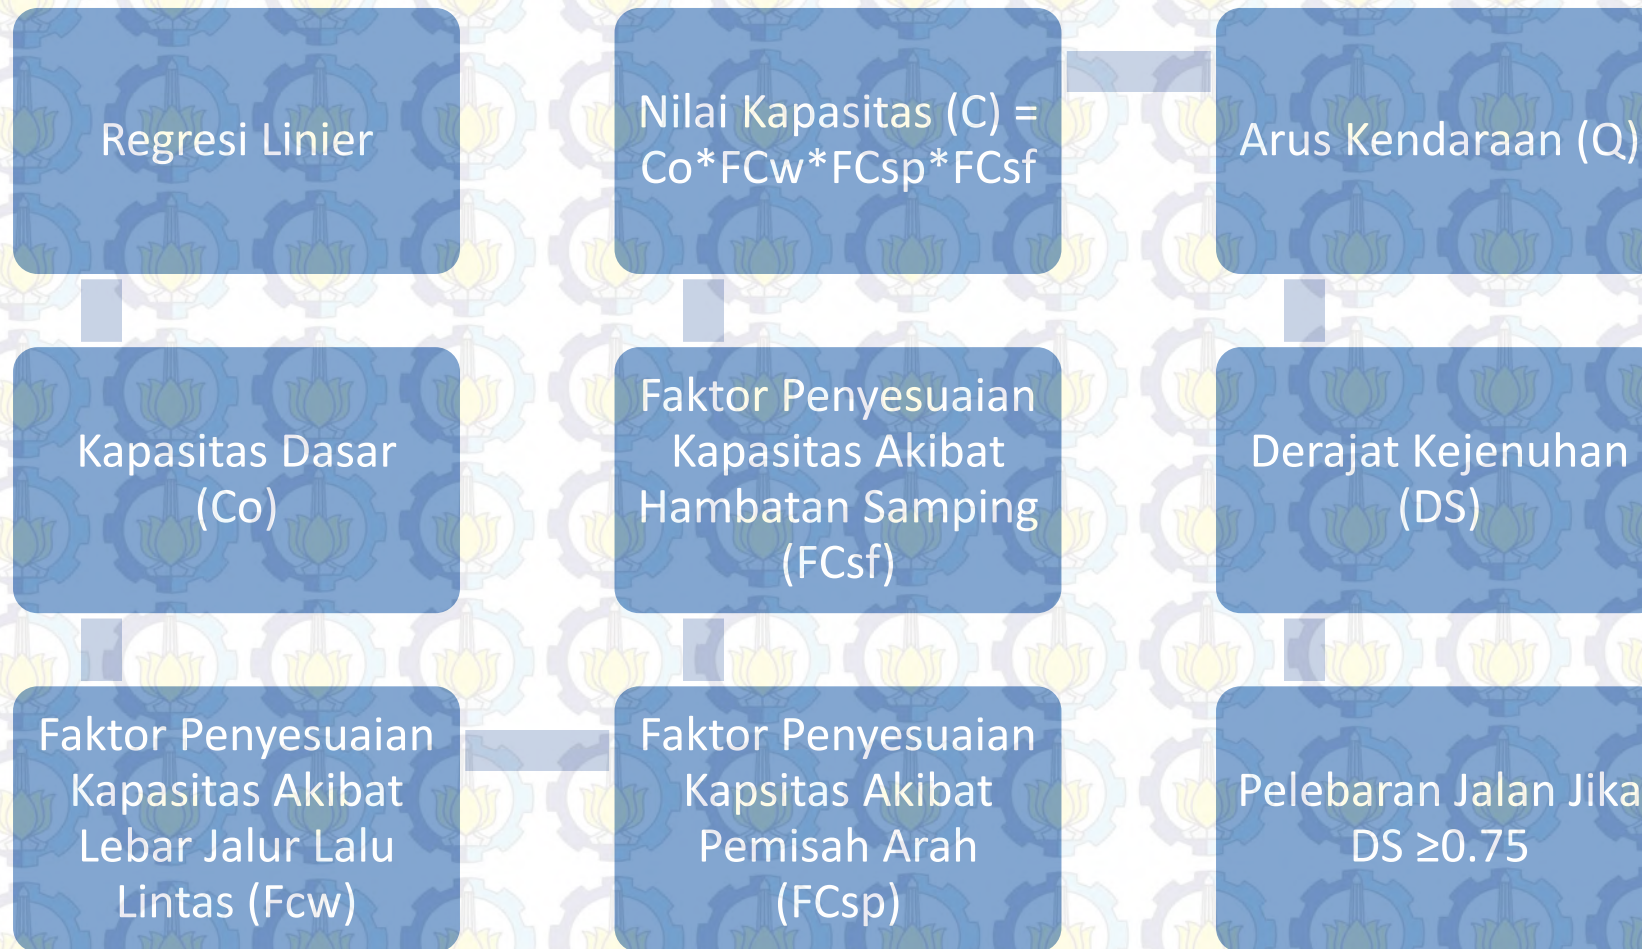 Regresi Linier
Kapasitas Dasar
(Co)
Faktor Penyesuaian
Kapasitas Akibat
Lebar Jalur Lalu
Lintas (Fcw)
Faktor Penyesuaian
Kapsitas Akibat
Pemisah Arah
(FCsp)
Faktor Penyesuaian
Kapasitas Akibat
Hambatan Samping
(FCsf)
Nilai Kapasitas (C) =
Co*FCw*FCsp*FCsf
Arus Kendaraan (Q)
Derajat Kejenuhan
(DS)
Pelebaran Jalan Jika
DS ≥0.75